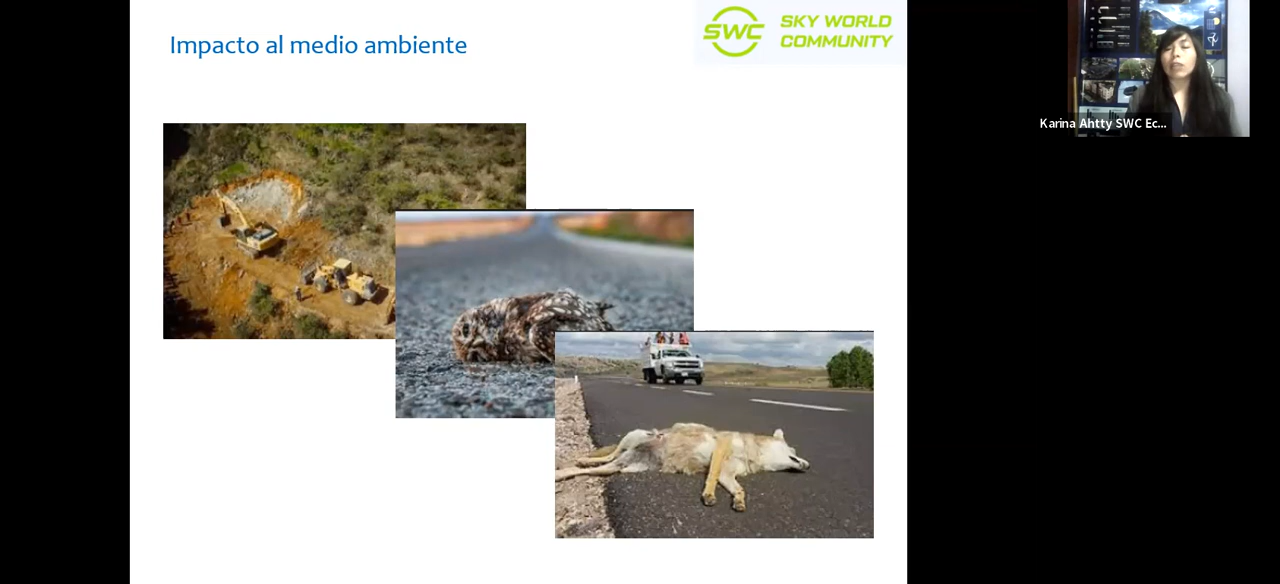 Impacto al medio ambiente
SWC
SKY WORLD
COMMUNITY
Karina Ahtty SWC Ec...